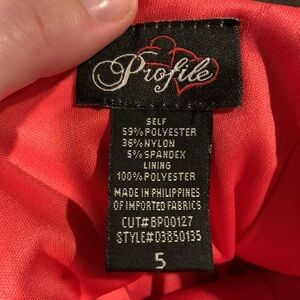 Profile
SELF
59% POLYESTER
36% NYLON
5% SPANDEX
LINING
100% POLYESTER
MADE IN PHILIPPINES
OF IMPORTED FABRICS
CUT# BP00127
STYLE# 03850135
5